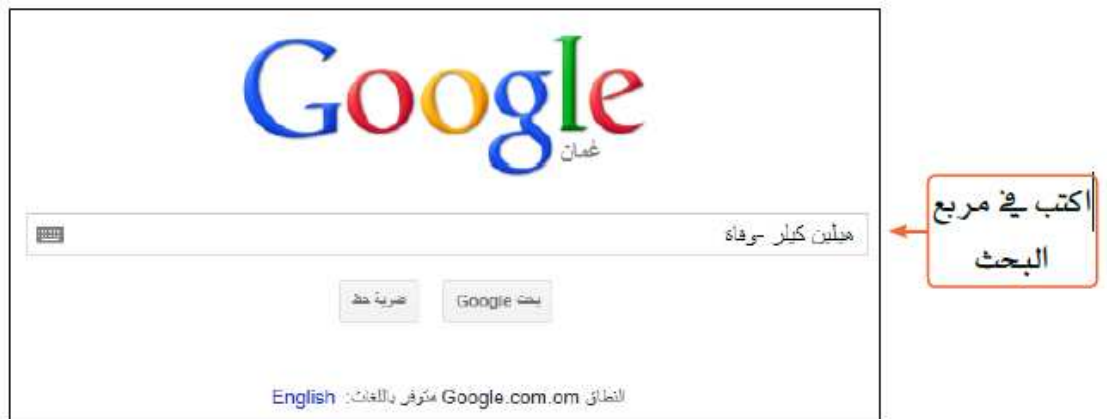 Google
عُمان
هيلين كيلر -وفاة
اكتب في مربع
البحث
بحث Google
ضربة حظ
النطاق Google.com.om متوفر باللغات: English